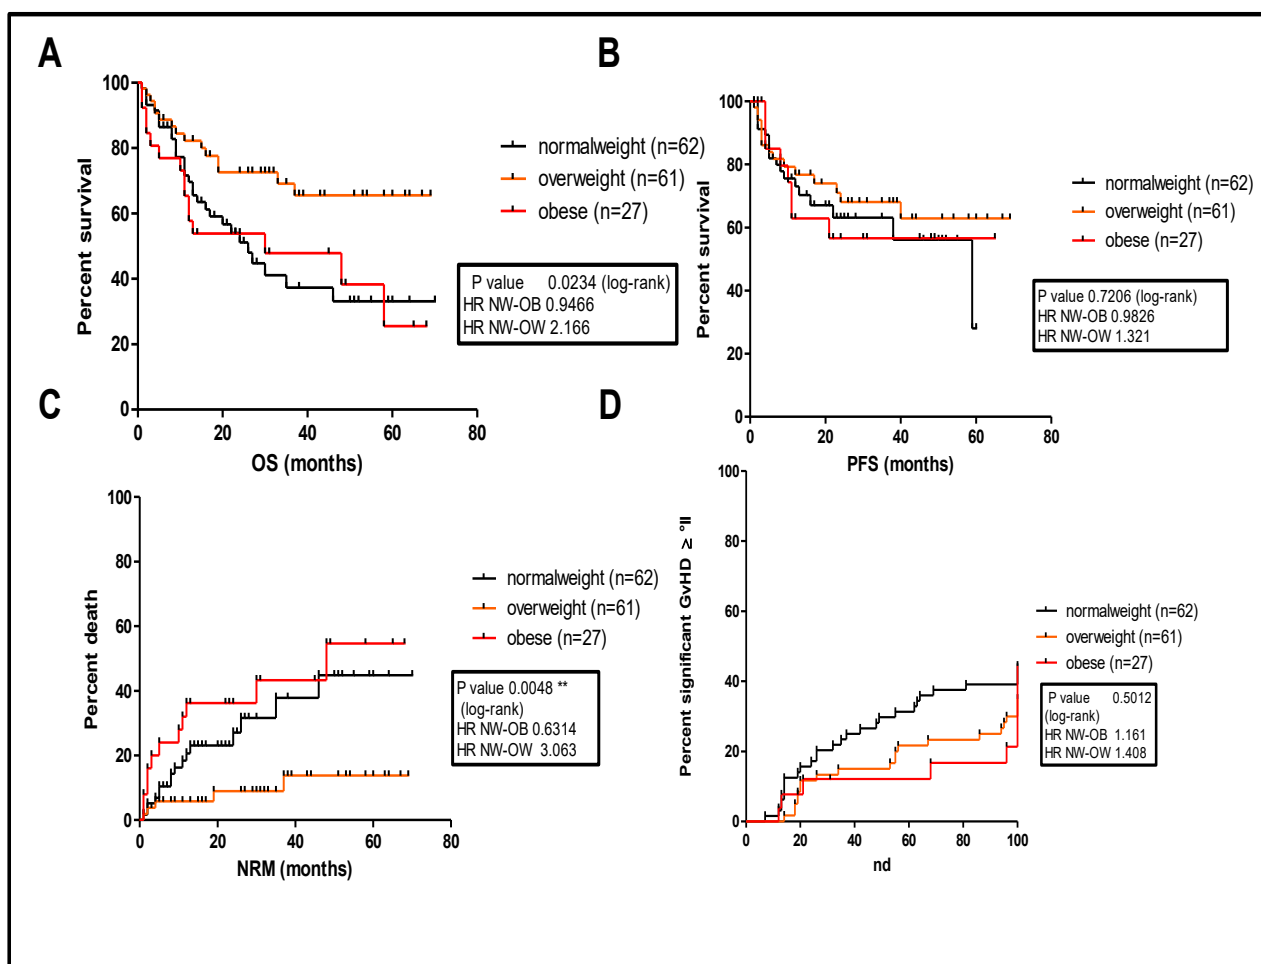 A
100
80
60
40
20
0
Percent survival
0 20 40 60 80
OS (months)
normalweight (n=62)
overweight (n=61)
obese (n=27)
P value 0.0234 (log-rank)
HR NW-OB 0.9466
HR NW-OW 2.166
B
100
80
60
40
20
0
Percent survival
0 20 40 60 80
PFS (months)
normalweight (n=62)
overweight (n=61)
obese (n=27)
P value 0.7206 (log-rank)
HR NW-OB 0.9826
HR NW-OW 1.321
C
100
80
60
40
20
0
Percent death
0 20 40 60 80
NRM (months)
normalweight (n=62)
overweight (n=61)
obese (n=27)
P value 0.0048 **
(log-rank)
HR NW-OB 0.6314
HR NW-OW 3.063
D
100
80
60
40
20
0
Percent significant GvHD ≥ °II
0 20 40 60 80 100
nd
normalweight (n=62)
overweight (n=61)
obese (n=27)
P value 0.5012
(log-rank)
HR NW-OB 1.161
HR NW-OW 1.408